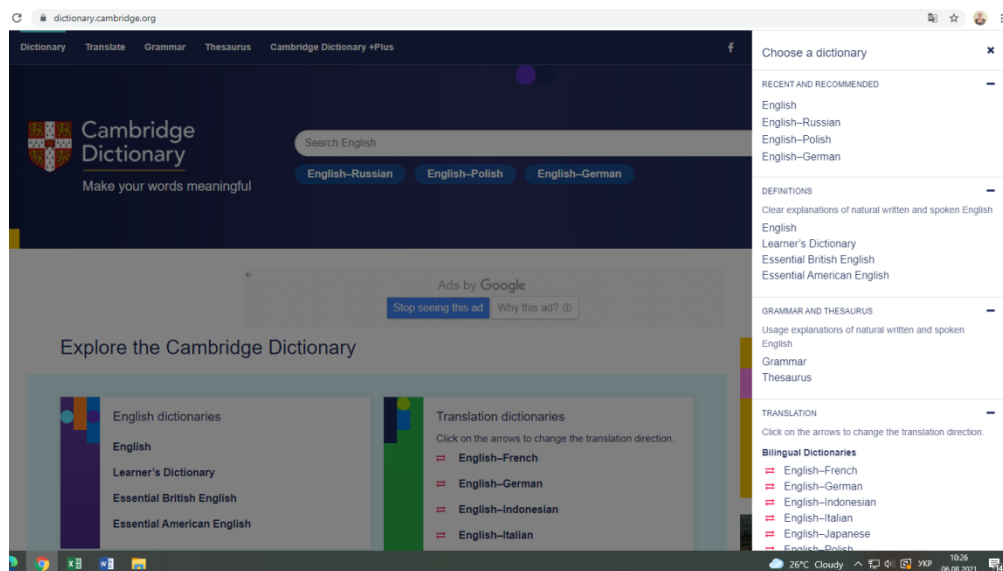 dictionary.cambridge.org
Dictionary Translate Grammar Thesaurus Cambridge Dictionary +Plus
Cambridge
Dictionary
Make your words meaningful
Search English
English–Russian English–Polish English–German
Ads by Google
Stop seeing this ad Why this ad?
Explore the Cambridge Dictionary
English dictionaries
English
Learner's Dictionary
Essential British English
Essential American English
Translation dictionaries
Click on the arrows to change the translation direction.
English–French
English–German
English–Indonesian
English–Italian
Choose a dictionary
RECENT AND RECOMMENDED
English
English–Russian
English–Polish
English–German
DEFINITIONS
Clear explanations of natural written and spoken English
English
Learner's Dictionary
Essential British English
Essential American English
GRAMMAR AND THESAURUS
Usage explanations of natural written and spoken
English
Grammar
Thesaurus
TRANSLATION
Click on the arrows to change the translation direction.
Bilingual Dictionaries
English–French
English–German
English–Indonesian
English–Italian
English–Japanese
English–Polish
26°C Cloudy УКР 10:26
06.08.2021